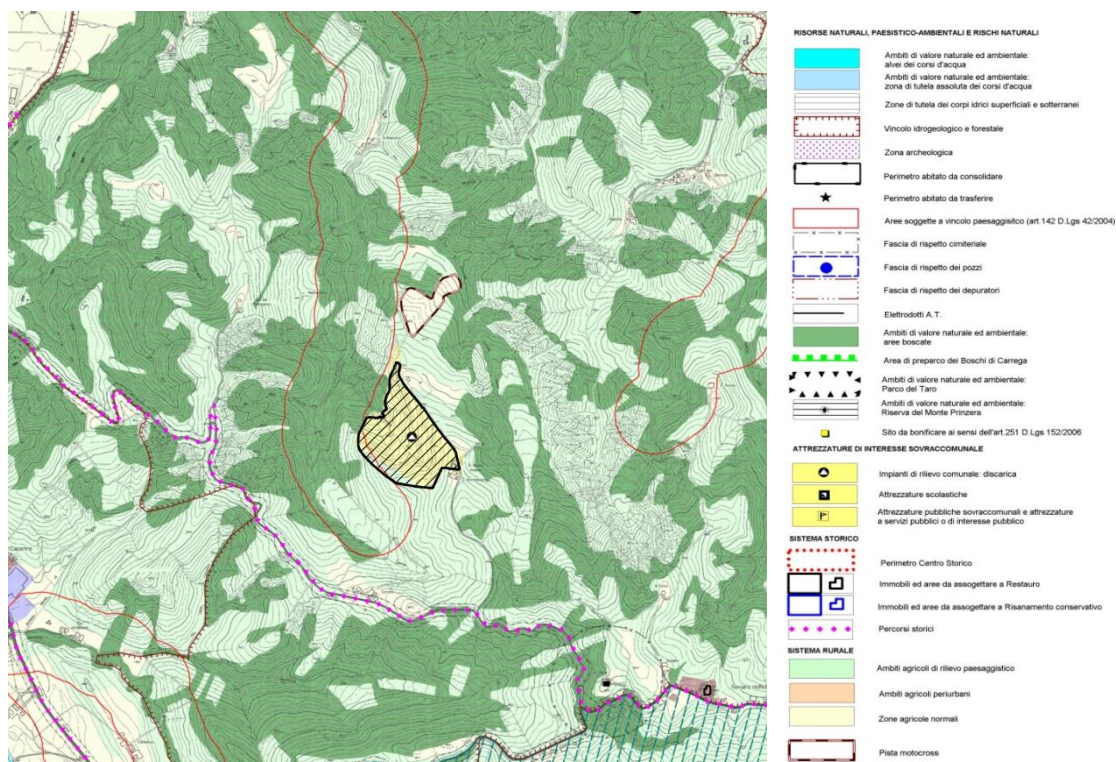 RISORSE NATURALI, PAESISTICO-AMBIENTALI E RISCHI NATURALI
Ambiti di valore naturale ed ambientale:
alvei dei corsi d'acqua
Ambiti di valore naturale ed ambientale:
zona di tutela assoluta dei corsi d'acqua
Zone di tutela dei corpi idrici superficiali e sotterranei
Vincolo idrogeologico e forestale
Zona archeologica
Perimetro abitato da consolidare
Perimetro abitato da trasferire
Aree soggette a vincolo paesaggisitco (art.142 D.Lgs 42/2004)
Fascia di rispetto cimiteriale
Fascia di rispetto dei pozzi
Fascia di rispetto dei depuratori
Elettrodotti A.T.
Ambiti di valore naturale ed ambientale:
aree boscate
Area di preparco dei Boschi di Carrega
Ambiti di valore naturale ed ambientale:
Parco del Taro
Ambiti di valore naturale ed ambientale:
Riserva del Monte Prinzera
Sito da bonificare ai sensi dell'art.251 D.Lgs 152/2006
ATTREZZATURE DI INTERESSE SOVRACCOMUNALE
Impianti di rilievo comunale: discarica
Attrezzature scolastiche
Attrezzature pubbliche sovraccomunali e attrezzature
a servizi pubblici o di interesse pubblico
SISTEMA STORICO
Perimetro Centro Storico
Immobili ed aree da assogettare a Restauro
Immobili ed aree da assogettare a Risanamento conservativo
Percorsi storici
SISTEMA RURALE
Ambiti agricoli di rilievo paesaggistico
Ambiti agricoli periurbani
Zone agricole normali
Pista motocross